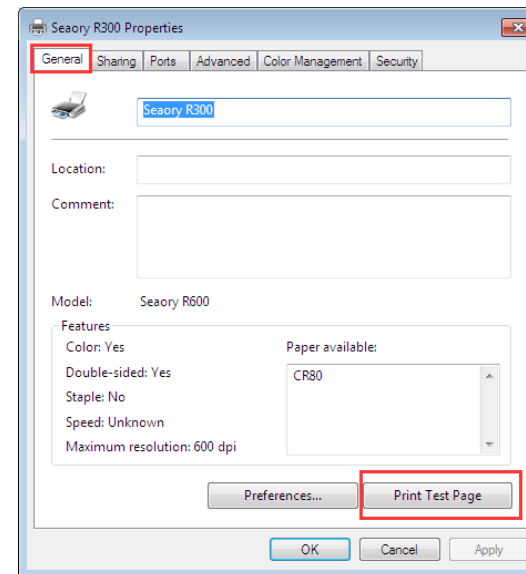 Seaory R300 Properties
General Sharing Ports Advanced Color Management Security
Seaory R300
Location:
Comment:
Model: Seaory R600
Features
Color: Yes
Paper available:
Double-sided: Yes
CR80
Staple: No
Speed: Unknown
Maximum resolution: 600 dpi
Preferences... Print Test Page
OK Cancel Apply